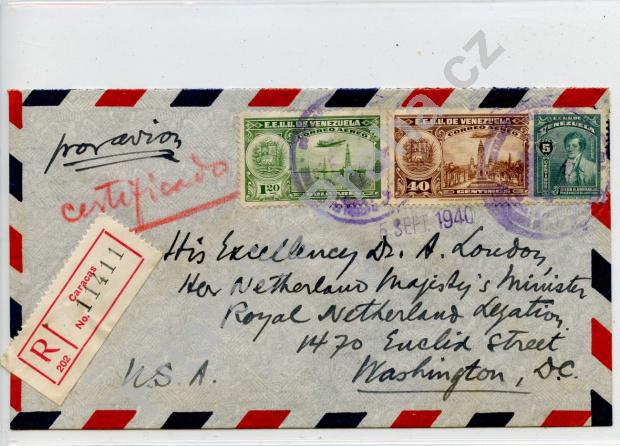 por avion
certificado
E.E.U.U. DE VENEZUELA
CORREO AEREO
1.20
E.E.U.U. DE VENEZUELA
CORREO AEREO
40
CENTIMOS
E.E.U.U. DE
VENEZUELA
5
5 SEPT. 1940
R
202
Caracas
No. 11411
His Excellency Dr. A. Loudon,
Her Netherland Majesty's Minister
Royal Netherland Legation
1470 Euclid Street
Washington, D.C.
U.S.A.